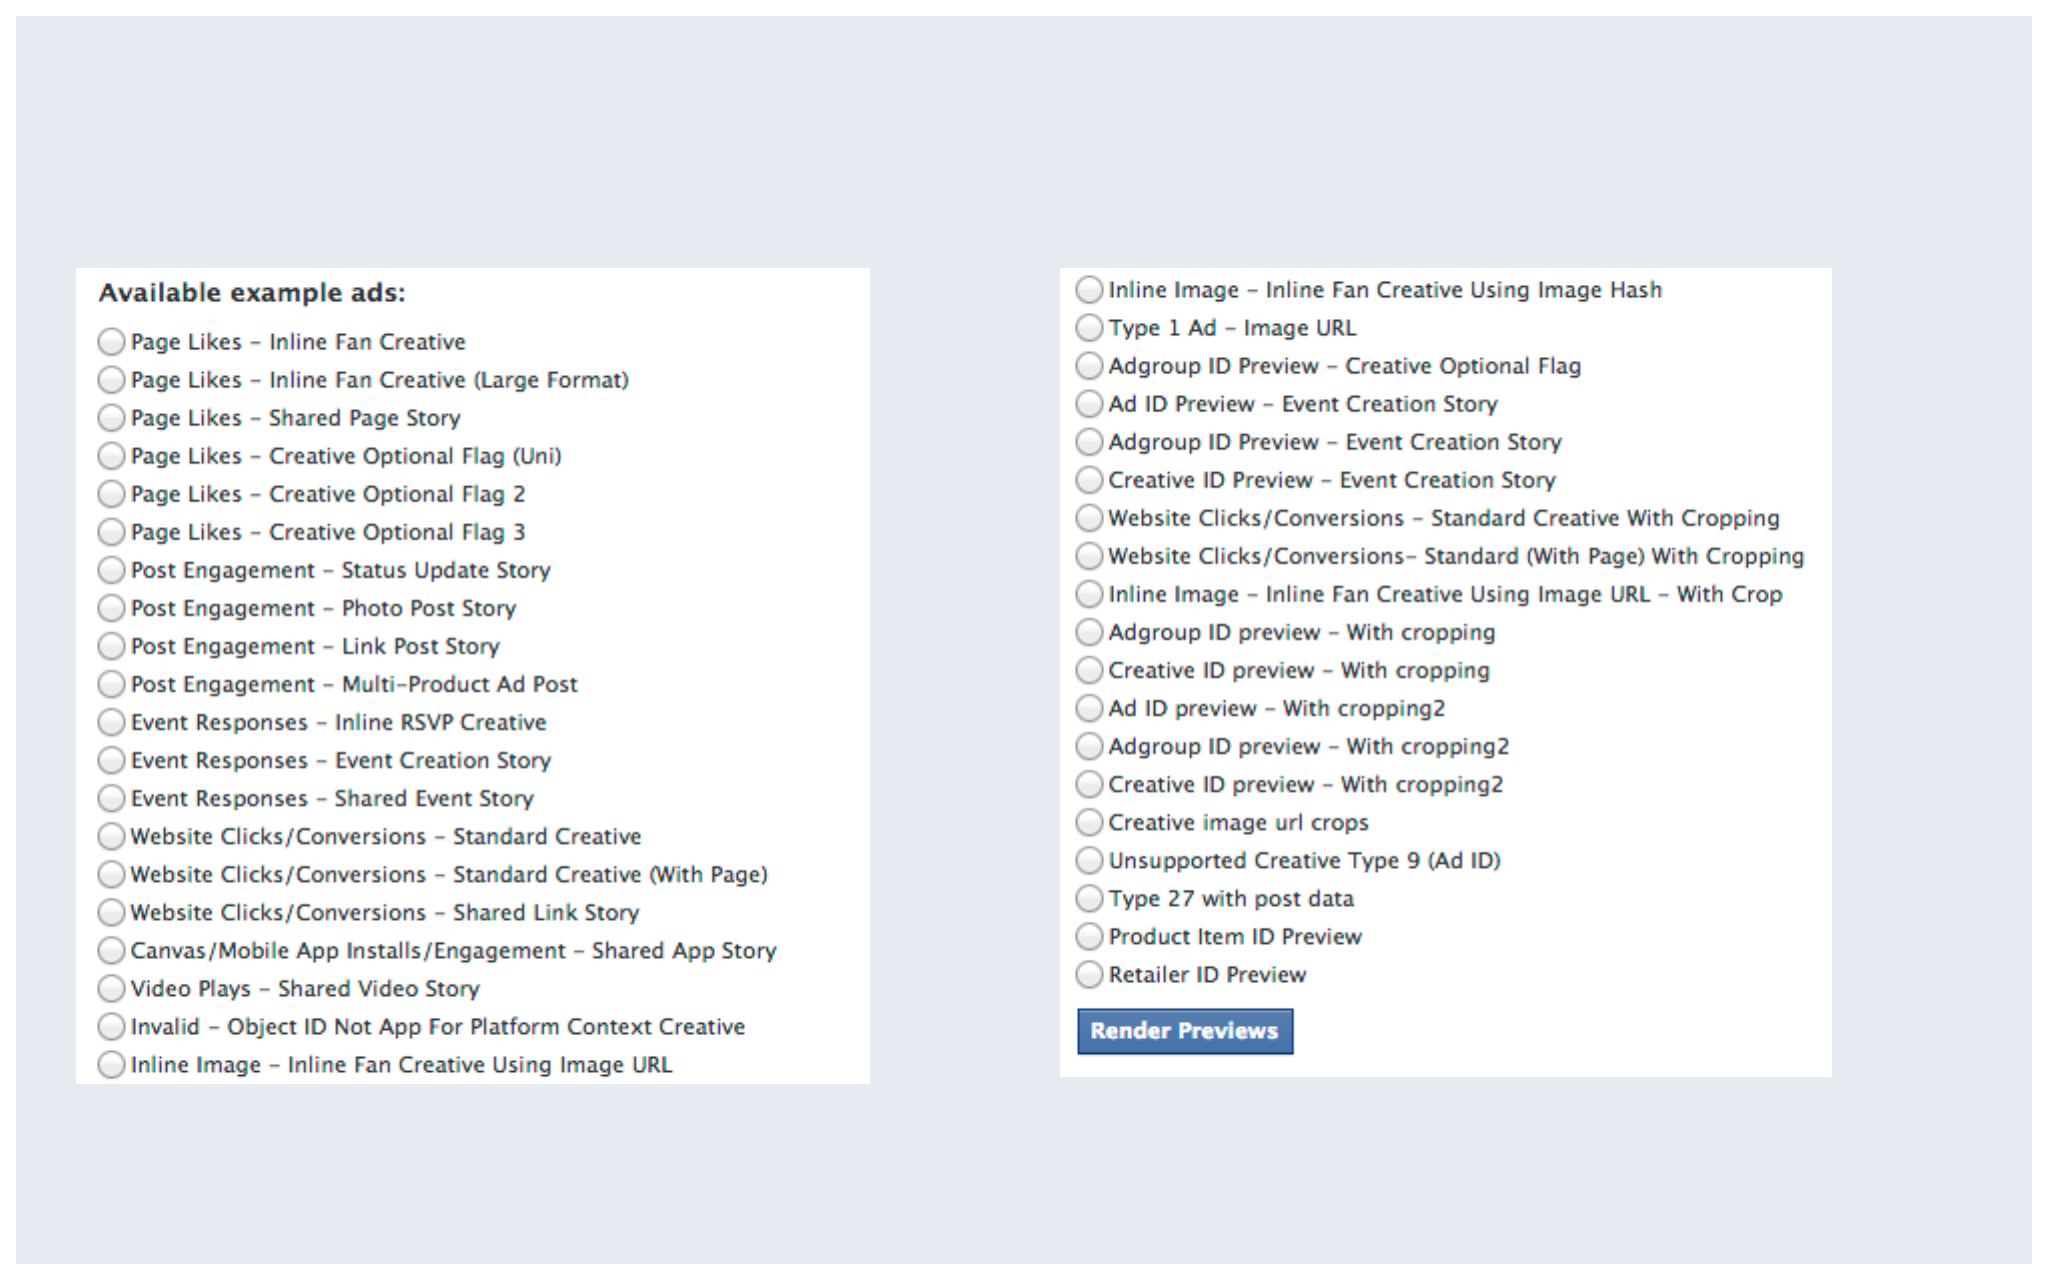 Available example ads:
Page Likes – Inline Fan Creative
Page Likes – Inline Fan Creative (Large Format)
Page Likes – Shared Page Story
Page Likes – Creative Optional Flag (Uni)
Page Likes – Creative Optional Flag 2
Page Likes – Creative Optional Flag 3
Post Engagement – Status Update Story
Post Engagement – Photo Post Story
Post Engagement – Link Post Story
Post Engagement – Multi–Product Ad Post
Event Responses – Inline RSVP Creative
Event Responses – Event Creation Story
Event Responses – Shared Event Story
Website Clicks/Conversions – Standard Creative
Website Clicks/Conversions – Standard Creative (With Page)
Website Clicks/Conversions – Shared Link Story
Canvas/Mobile App Installs/Engagement – Shared App Story
Video Plays – Shared Video Story
Invalid – Object ID Not App For Platform Context Creative
Inline Image – Inline Fan Creative Using Image URL
Inline Image – Inline Fan Creative Using Image Hash
Type 1 Ad – Image URL
Adgroup ID Preview – Creative Optional Flag
Ad ID Preview – Event Creation Story
Adgroup ID Preview – Event Creation Story
Creative ID Preview – Event Creation Story
Website Clicks/Conversions – Standard Creative With Cropping
Website Clicks/Conversions– Standard (With Page) With Cropping
Inline Image – Inline Fan Creative Using Image URL – With Crop
Adgroup ID preview – With cropping
Creative ID preview – With cropping
Ad ID preview – With cropping2
Adgroup ID preview – With cropping2
Creative ID preview – With cropping2
Creative image url crops
Unsupported Creative Type 9 (Ad ID)
Type 27 with post data
Product Item ID Preview
Retailer ID Preview
Render Previews